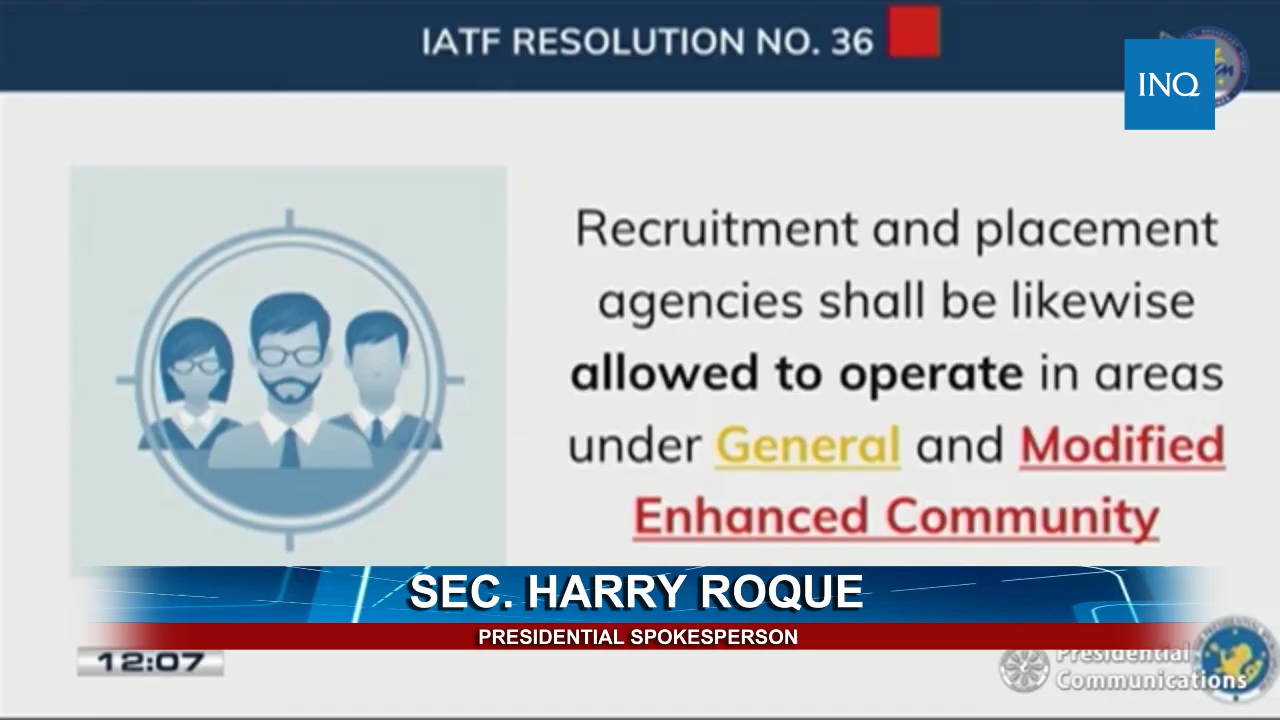 IATF RESOLUTION NO. 36
INQ
Recruitment and placement
agencies shall be likewise
allowed to operate in areas
under General and Modified
Enhanced Community
SEC. HARRY ROQUE
PRESIDENTIAL SPOKESPERSON
12:07
Presidential
Communications